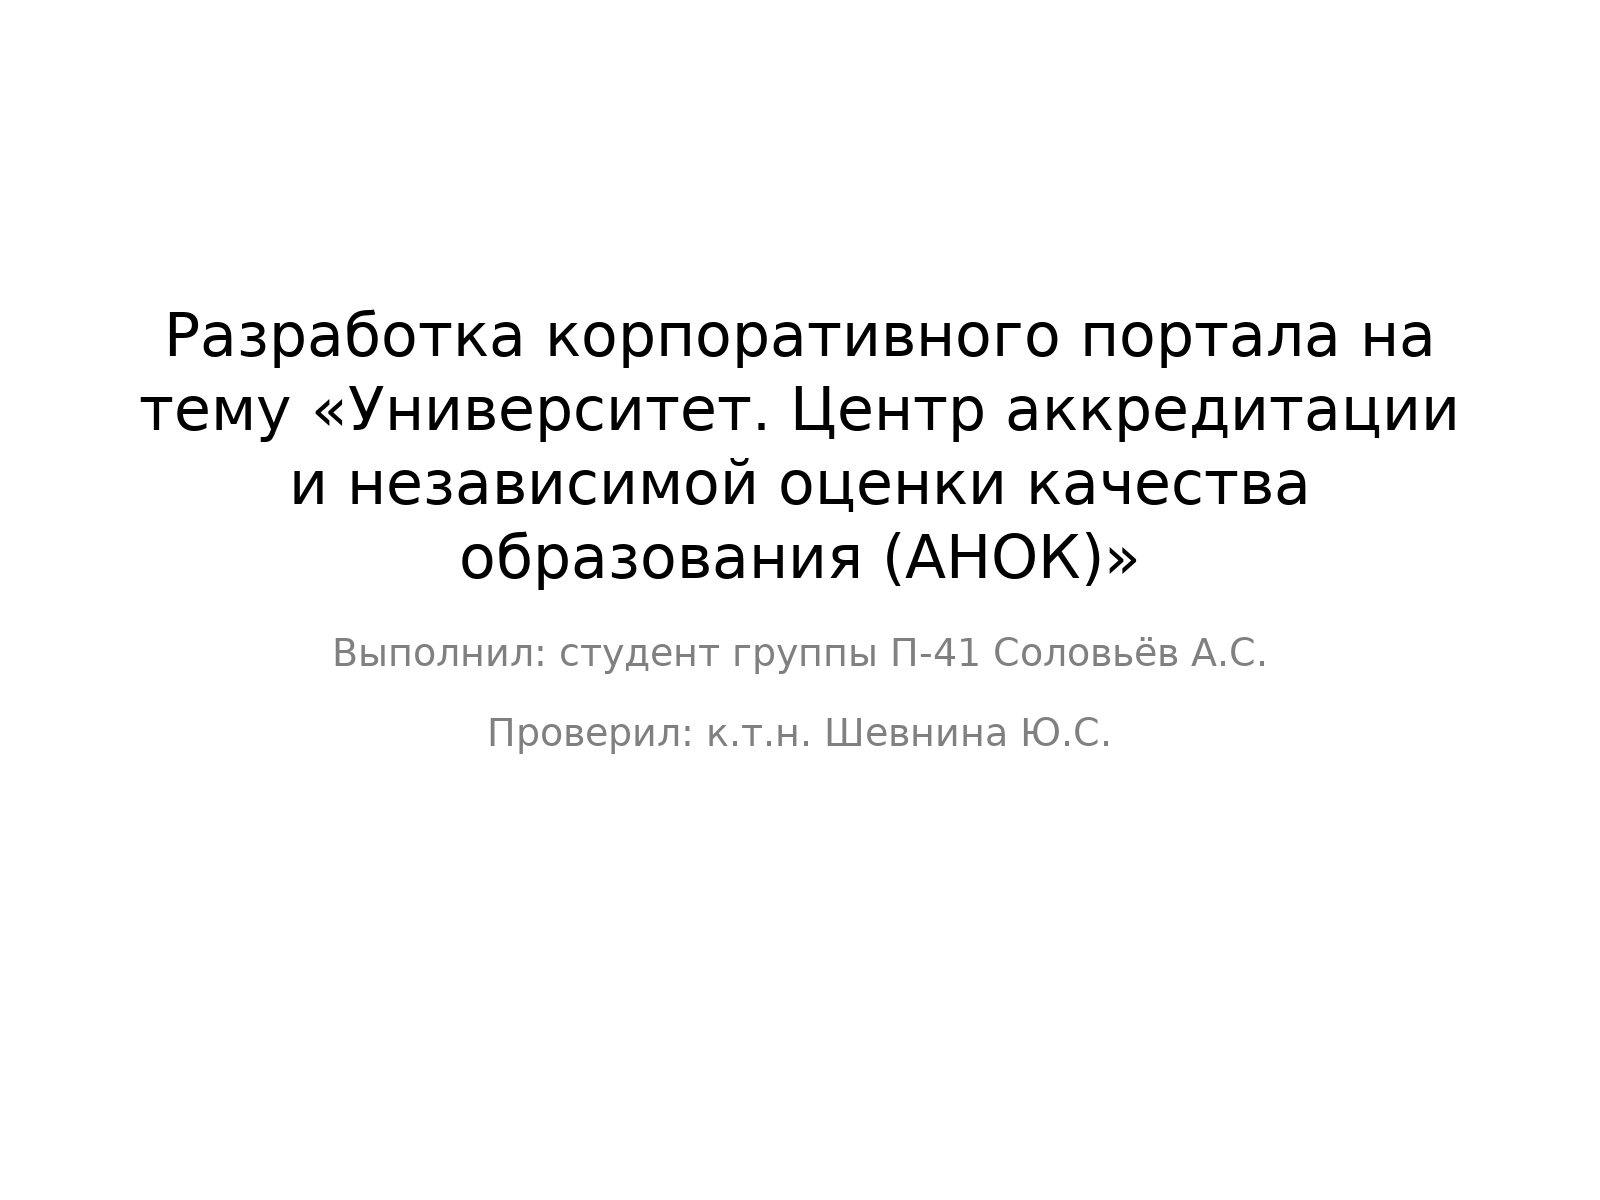 Разработка корпоративного портала на
тему «Университет. Центр аккредитации
и независимой оценки качества
образования (АНОК)»
Выполнил: студент группы П-41 Соловьёв А.С.
Проверил: к.т.н. Шевнина Ю.С.